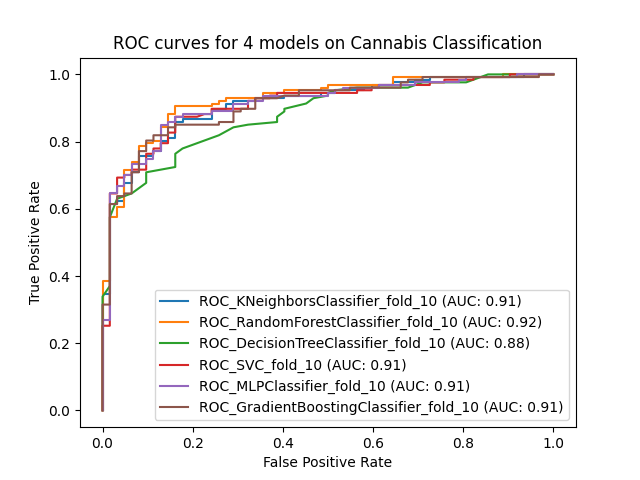 ROC curves for 4 models on Cannabis Classification
1.0
0.8
0.6
0.4
0.2
0.0
True Positive Rate
ROC_KNeighborsClassifier_fold_10 (AUC: 0.91)
ROC_RandomForestClassifier_fold_10 (AUC: 0.92)
ROC_DecisionTreeClassifier_fold_10 (AUC: 0.88)
ROC_SVC_fold_10 (AUC: 0.91)
ROC_MLPClassifier_fold_10 (AUC: 0.91)
ROC_GradientBoostingClassifier_fold_10 (AUC: 0.91)
0.0 0.2 0.4 0.6 0.8 1.0
False Positive Rate